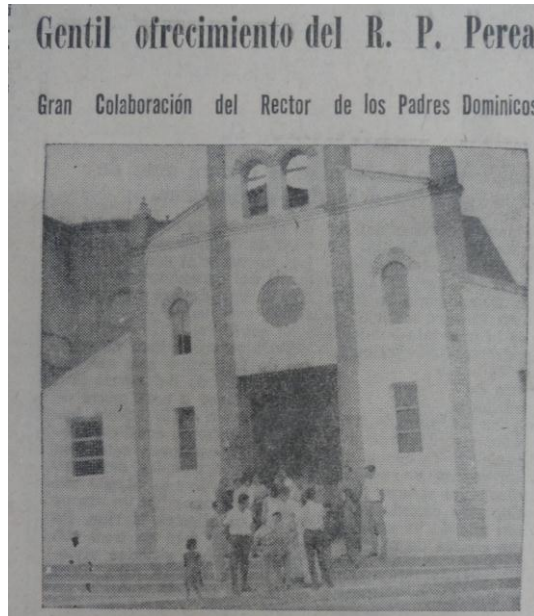 Gentil ofrecimiento del R. P. Perea
Gran Colaboración del Rector de los Padres Dominicos